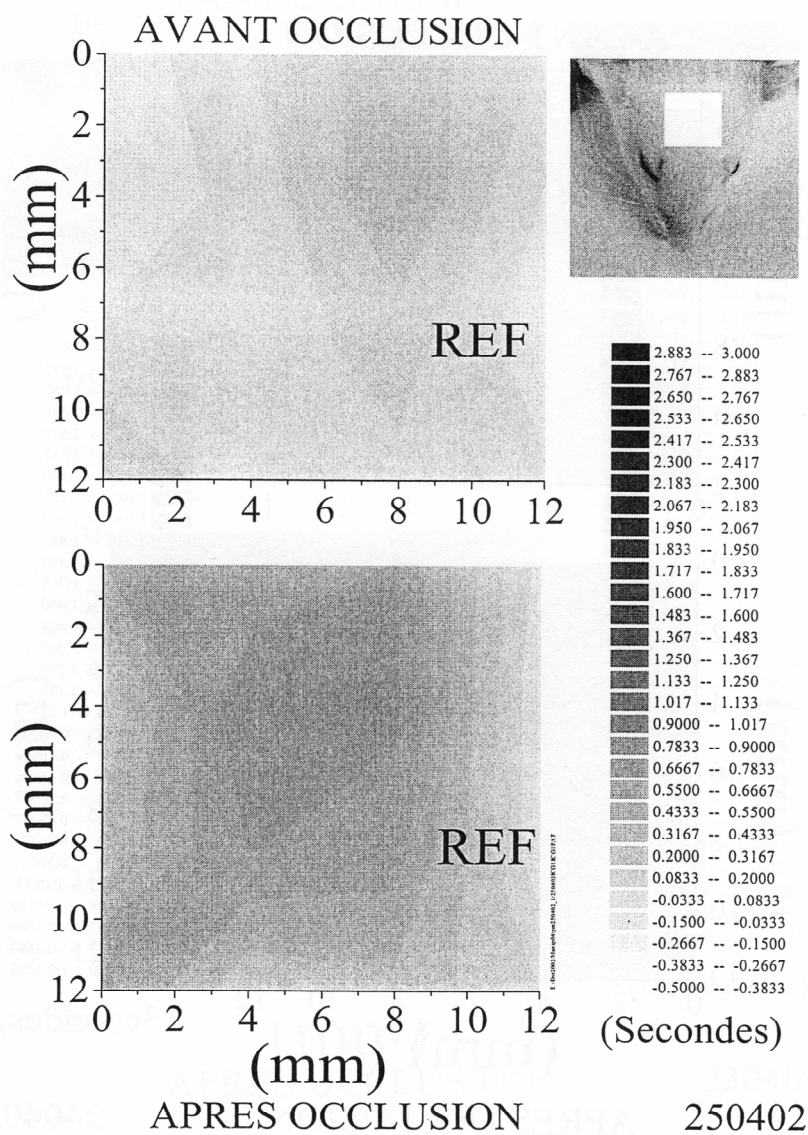 AVANT OCCLUSION
0
2
4
6
8
10
12
(mm)
REF
0 2 4 6 8 10 12
0
2
4
6
8
10
12
(mm)
REF
0 2 4 6 8 10 12
(mm)
APRES OCCLUSION
2.883 -- 3.000
2.767 -- 2.883
2.650 -- 2.767
2.533 -- 2.650
2.417 -- 2.533
2.300 -- 2.417
2.183 -- 2.300
2.067 -- 2.183
1.950 -- 2.067
1.833 -- 1.950
1.717 -- 1.833
1.600 -- 1.717
1.483 -- 1.600
1.367 -- 1.483
1.250 -- 1.367
1.133 -- 1.250
1.017 -- 1.133
0.9000 -- 1.017
0.7833 -- 0.9000
0.6667 -- 0.7833
0.5500 -- 0.6667
0.4333 -- 0.5500
0.3167 -- 0.4333
0.2000 -- 0.3167
0.0833 -- 0.2000
-0.0333 -- 0.0833
-0.1500 -- -0.0333
-0.2667 -- -0.1500
-0.3833 -- -0.2667
-0.5000 -- -0.3833
(Secondes)
250402